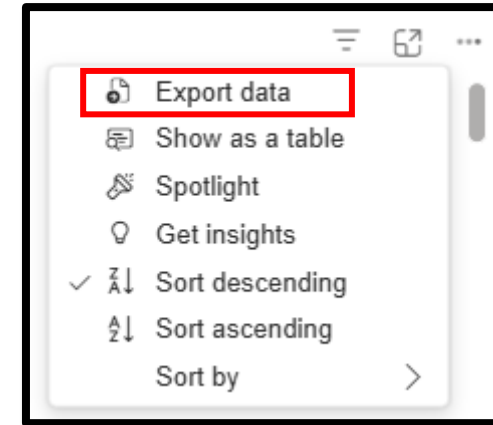 Export data
Show as a table
Spotlight
Get insights
Sort descending
Sort ascending
Sort by